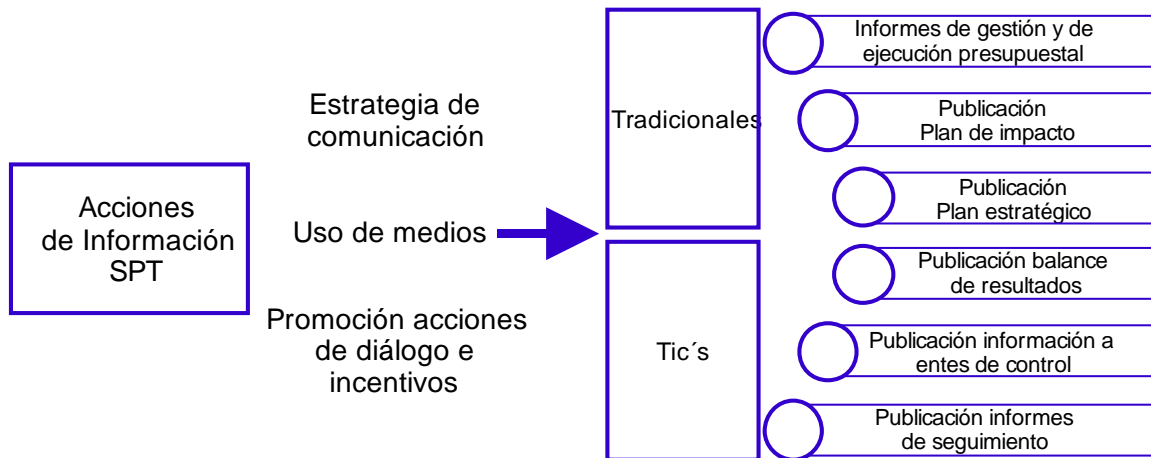 Acciones
de Información
SPT
Estrategia de
comunicación
Uso de medios
Promoción acciones
de diálogo e
incentivos
Tradicionales
Tic´s
Informes de gestión y de
ejecución presupuestal
Publicación
Plan de impacto
Publicación
Plan estratégico
Publicación balance
de resultados
Publicación información a
entes de control
Publicación informes
de seguimiento